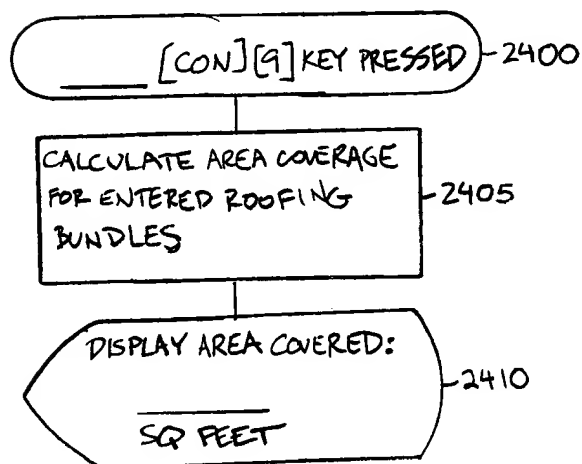 ____ [CON][9] KEY PRESSED 2400
CALCULATE AREA COVERAGE
FOR ENTERED ROOFING 2405
BUNDLES
DISPLAY AREA COVERED:
2410
SQ FEET